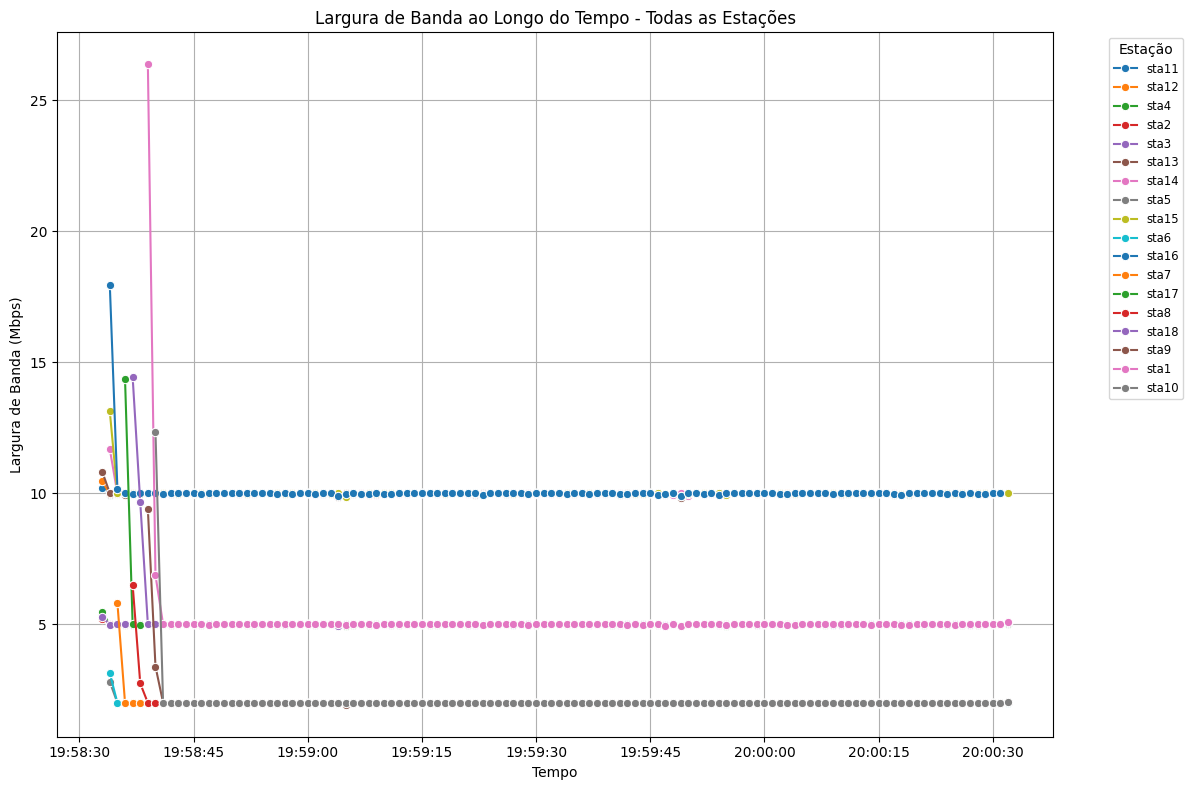 Largura de Banda ao Longo do Tempo - Todas as Estações
Largura de Banda (Mbps)
25
20
15
10
5
19:58:30
19:58:45
19:59:00
19:59:15
19:59:30
19:59:45
20:00:00
20:00:15
20:00:30
Tempo
Estação
sta11
sta12
sta4
sta2
sta3
sta13
sta14
sta5
sta15
sta6
sta16
sta7
sta17
sta8
sta18
sta9
sta1
sta10